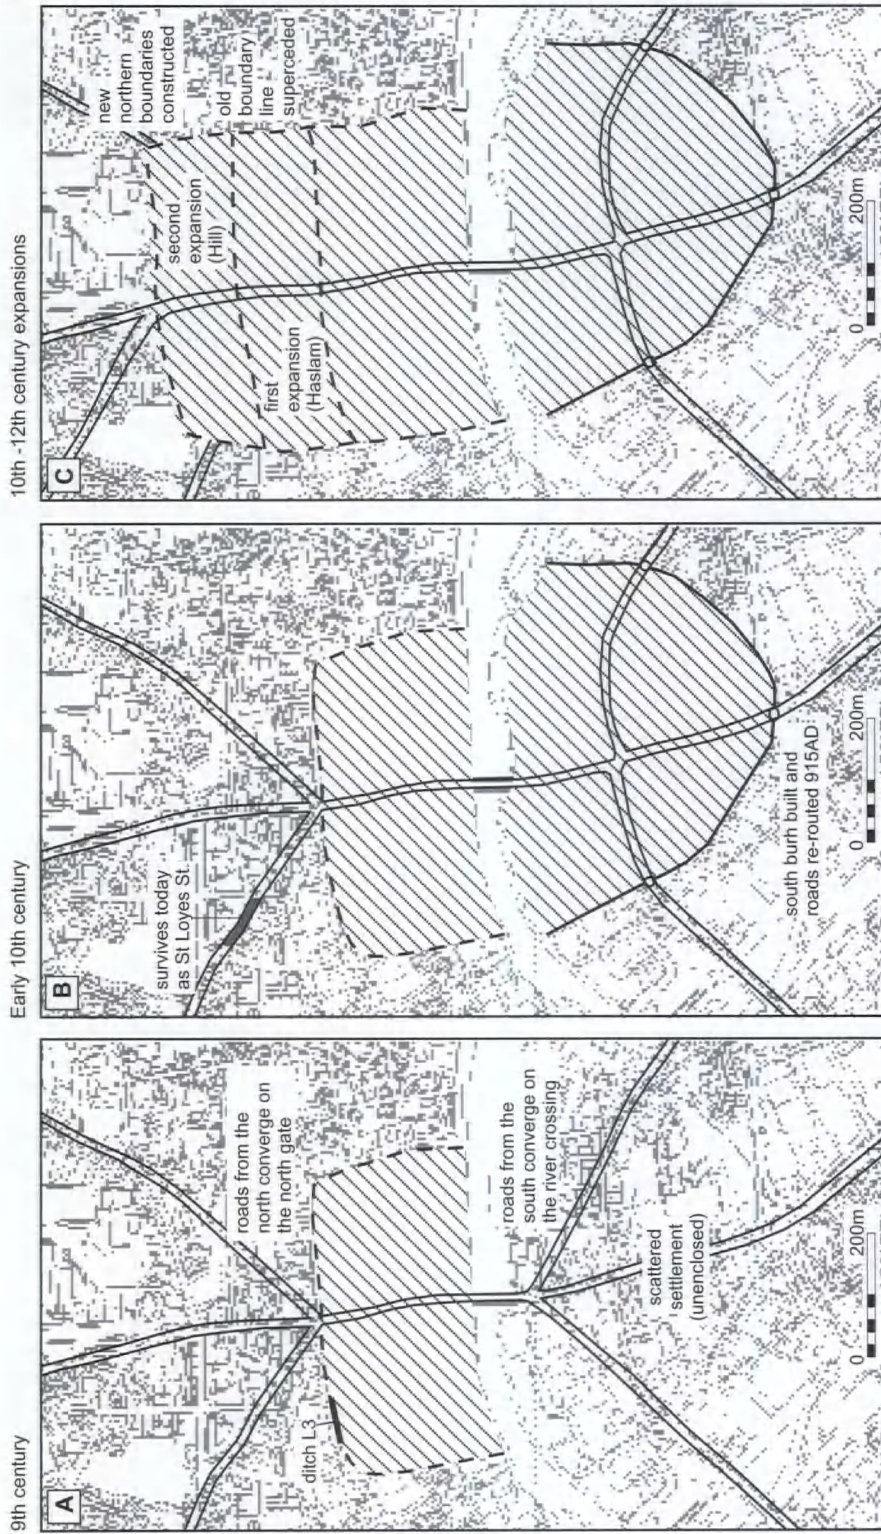 9th century
A
ditch L3
roads from the
north converge on
the north gate
roads from the
south converge on
the river crossing
scattered
settlement
(unenclosed)
0
200m
Early 10th century
B
survives today
as St Loyes St.
south burh built and
roads re-routed 915AD
0
200m
10th -12th century expansions
C
new
northern
boundaries
constructed
old
boundary
line
superceded
second
expansion
(Hill)
first
expansion
(Haslam)
0
200m